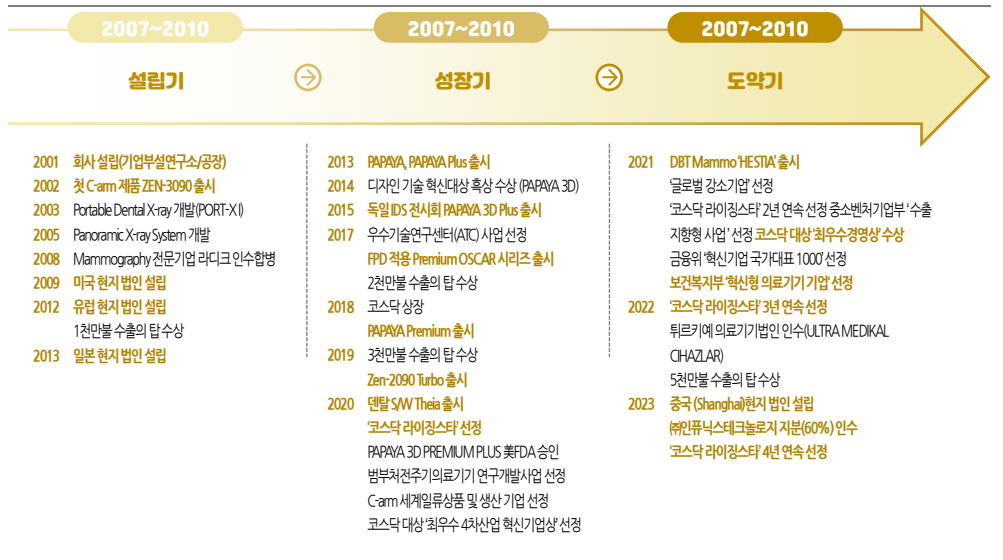 2007~2010
설립기
2001 회사 설립(기업부설연구소/공장)
2002 첫 C-arm 제품 ZEN-3090 출시
2003 Portable Dental X-ray 개발(PORT-X I)
2005 Panoramic X-ray System 개발
2008 Mammography 전문기업 라디크 인수합병
2009 미국 현지 법인 설립
2012 유럽 현지 법인 설립
1천만불 수출의 탑 수상
2013 일본 현지 법인 설립
2007~2010
성장기
2013 PAPAYA, PAPAYA Plus 출시
2014 디자인 기술 혁신대상 흑상 수상 (PAPAYA 3D)
2015 독일 IDS 전시회 PAPAYA 3D Plus 출시
2017 우수기술연구센터(ATC) 사업 선정
FPD 적용 Premium OSCAR 시리즈 출시
2천만불 수출의 탑 수상
2018 코스닥 상장
PAPAYA Premium 출시
2019 3천만불 수출의 탑 수상
Zen-2090 Turbo 출시
2020 덴탈 S/W Theia 출시
'코스닥 라이징스타' 선정
PAPAYA 3D PREMIUM PLUS 美FDA 승인
범부처전주기의료기기 연구개발사업 선정
C-arm 세계일류상품 및 생산 기업 선정
코스닥 대상 '최우수 4차산업 혁신기업상' 선정
2007~2010
도약기
2021 DBT Mammo 'HESTIA' 출시
'글로벌 강소기업' 선정
'코스닥 라이징스타' 2년 연속 선정 중소벤처기업부 '수출
지향형 사업' 선정 코스닥 대상 '최우수경영상' 수상
금융위 '혁신기업 국가대표 1000' 선정
보건복지부 '혁신형 의료기기 기업' 선정
2022 '코스닥 라이징스타' 3년 연속 선정
튀르키예 의료기기법인 인수(ULTRA MEDIKAL
CIHAZLAR)
5천만불 수출의 탑 수상
2023 중국 (Shanghai)현지 법인 설립
㈜인퓨닉스테크놀로지 지분(60%) 인수
'코스닥 라이징스타' 4년 연속 선정